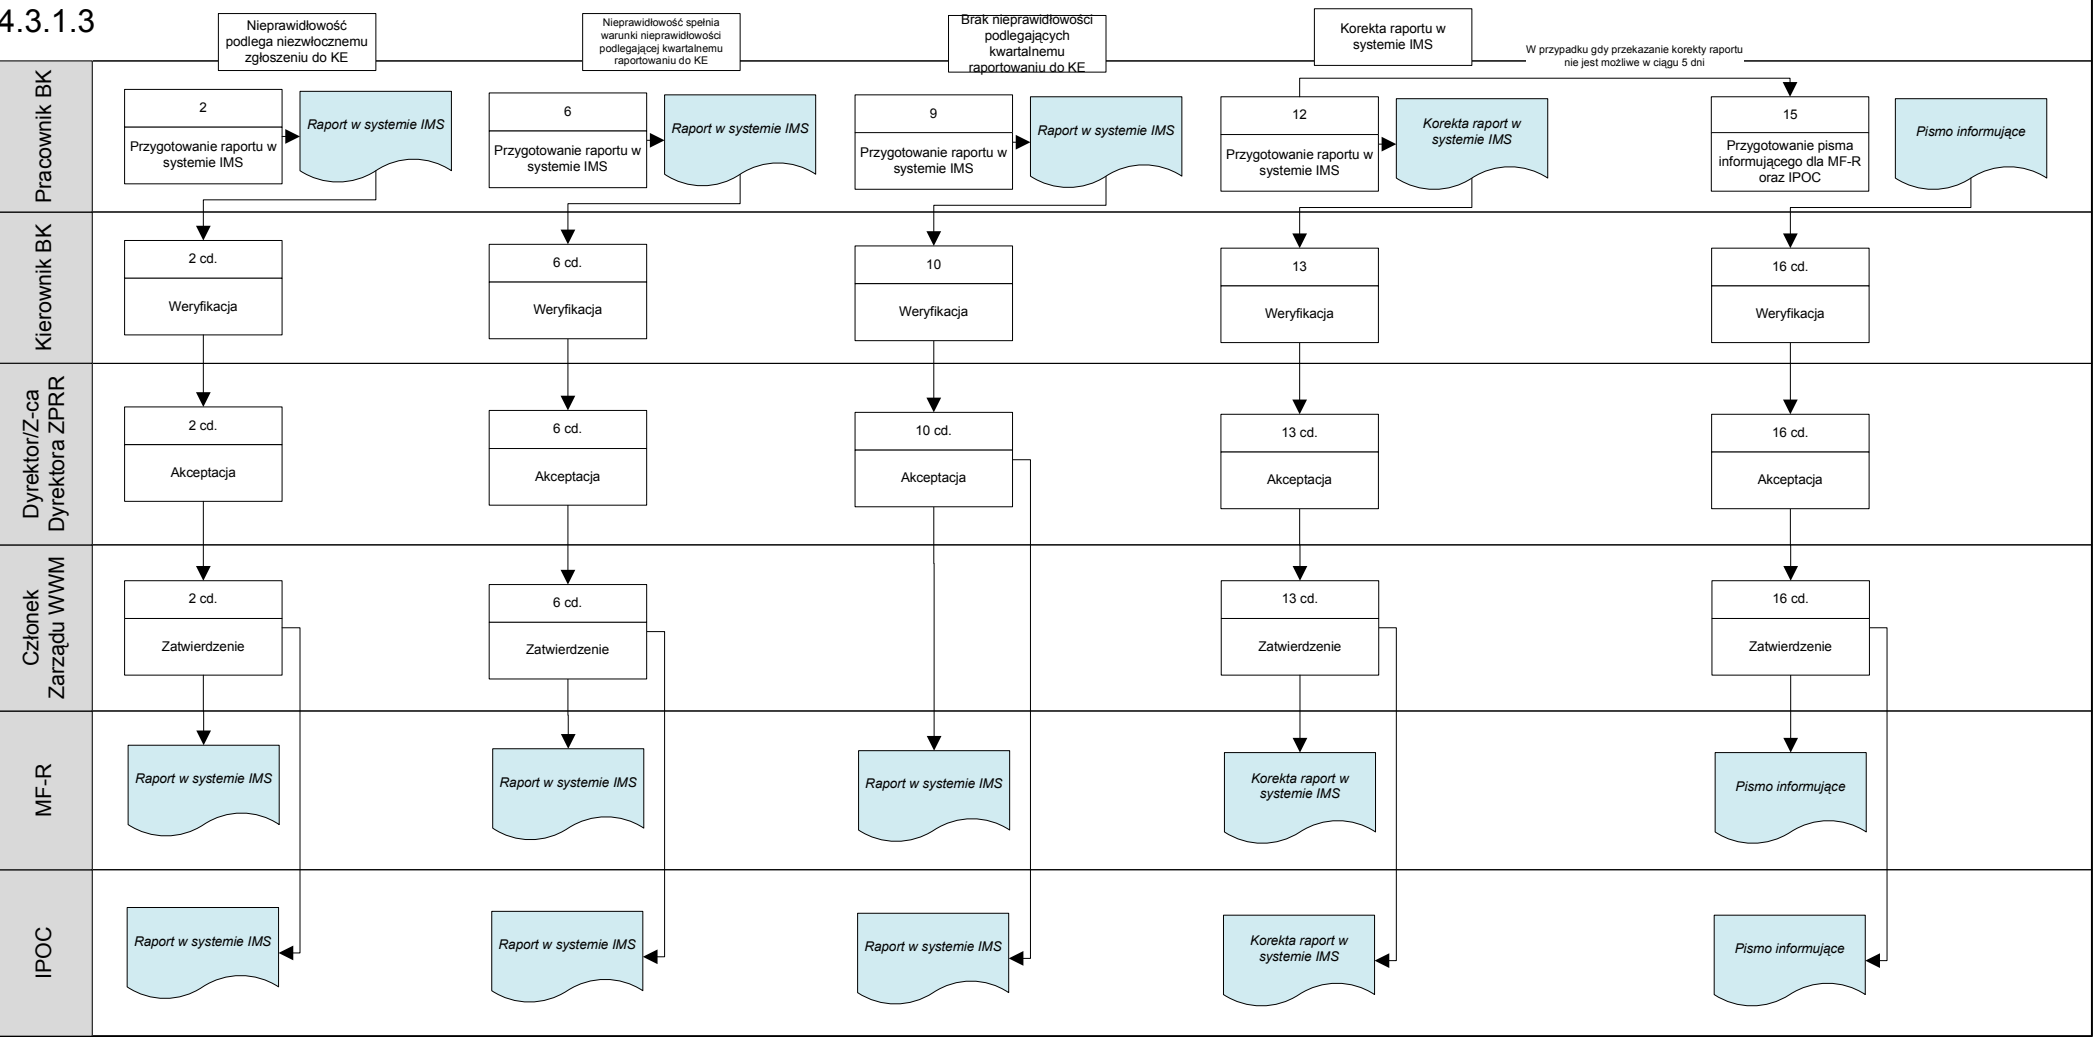 4.3.1.3
Nieprawidłowość
podlega niezwłocznemu
zgłoszeniu do KE
Nieprawidłowość spełnia
warunki nieprawidłowości
podlegającej kwartalnemu
raportowaniu do KE
Brak nieprawidłowości
podlegających
kwartalnemu
raportowaniu do KE
Korekta raportu w
systemie IMS
W przypadku gdy przekazanie korekty raportu
nie jest możliwe w ciągu 5 dni
Pracownik BK
2
Przygotowanie raportu w
systemie IMS
Raport w systemie IMS
6
Przygotowanie raportu w
systemie IMS
Raport w systemie IMS
9
Przygotowanie raportu w
systemie IMS
Raport w systemie IMS
12
Przygotowanie raportu w
systemie IMS
Korekta raport w
systemie IMS
15
Przygotowanie pisma
informującego dla MF-R
oraz IPOC
Pismo informujące
Kierownik BK
2 cd.
Weryfikacja
6 cd.
Weryfikacja
10
Weryfikacja
13
Weryfikacja
16 cd.
Weryfikacja
Dyrektor/Z-ca
Dyrektora ZPRR
2 cd.
Akceptacja
6 cd.
Akceptacja
10 cd.
Akceptacja
13 cd.
Akceptacja
16 cd.
Akceptacja
Członek
Zarządu WWM
2 cd.
Zatwierdzenie
6 cd.
Zatwierdzenie
13 cd.
Zatwierdzenie
16 cd.
Zatwierdzenie
MF-R
Raport w systemie IMS
Raport w systemie IMS
Raport w systemie IMS
Korekta raport w
systemie IMS
Pismo informujące
IPOC
Raport w systemie IMS
Raport w systemie IMS
Raport w systemie IMS
Korekta raport w
systemie IMS
Pismo informujące